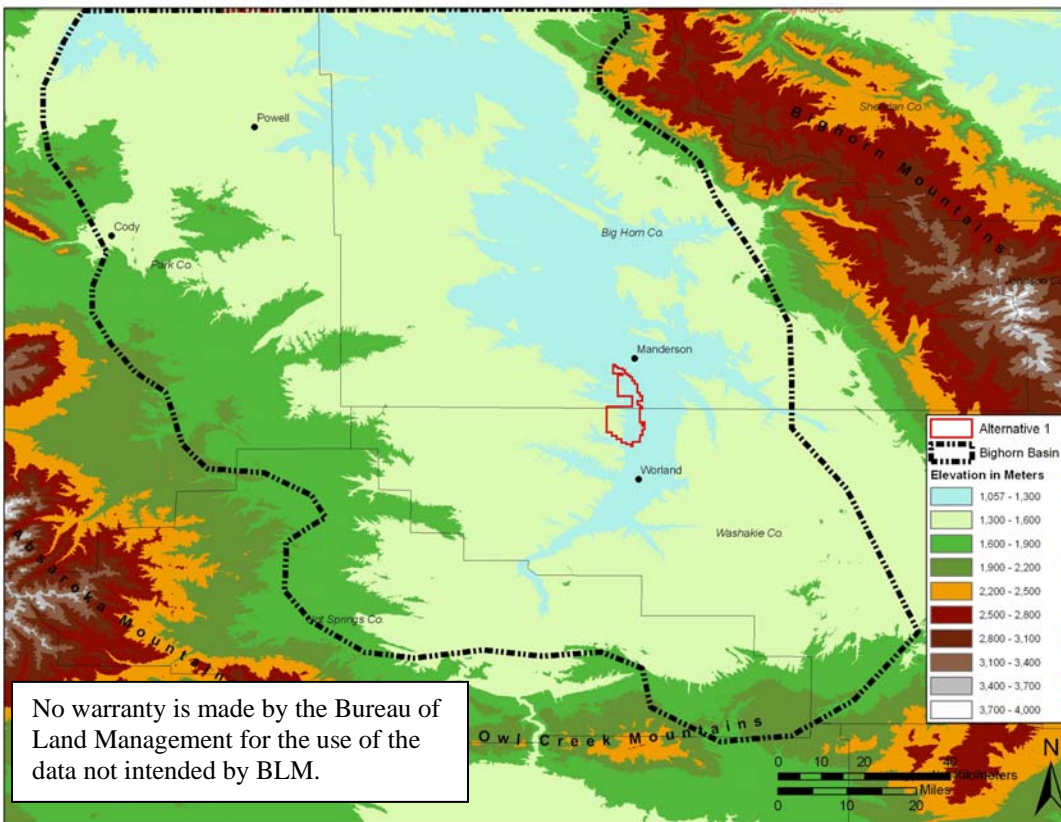 Big Horn Co.
Sheridan Co.
Bighorn Mountains
Powell
Cody
Park Co.
Big Horn Co.
Manderson
Worland
Washakie Co.
Hot Springs Co.
Absaroka Mountain
Owl Creek Mountains
Alternative 1
Bighorn Basin
Elevation in Meters
1,057 - 1,300
1,300 - 1,600
1,600 - 1,900
1,900 - 2,200
2,200 - 2,500
2,500 - 2,800
2,800 - 3,100
3,100 - 3,400
3,400 - 3,700
3,700 - 4,000
No warranty is made by the Bureau of
Land Management for the use of the
data not intended by BLM.
0 10 20 40
Kilometers
Miles
0 10 20
N